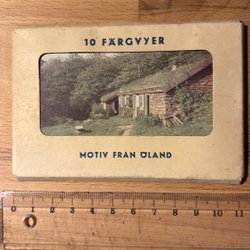 10 FÄRGVYER
MOTIV FRÅN ÖLAND
0 1 2 3 4 5 6 7 8 9 10 11